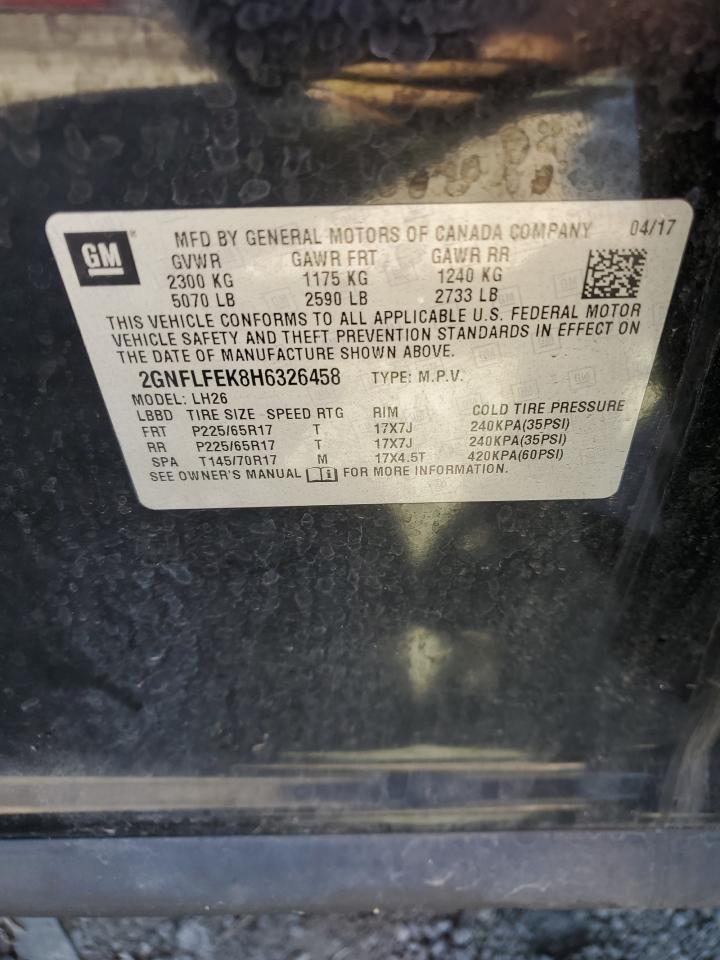 GM ® MFD BY GENERAL MOTORS OF CANADA COMPANY 04/17
GVWR GAWR FRT GAWR RR
2300 KG 1175 KG 1240 KG
5070 LB 2590 LB 2733 LB
THIS VEHICLE CONFORMS TO ALL APPLICABLE U.S. FEDERAL MOTOR
VEHICLE SAFETY AND THEFT PREVENTION STANDARDS IN EFFECT ON
THE DATE OF MANUFACTURE SHOWN ABOVE.
2GNFLFEK8H6326458 TYPE: M.P.V.
MODEL: LH26
LBBD TIRE SIZE SPEED RTG RIM COLD TIRE PRESSURE
FRT P225/65R17 T 17X7J 240KPA(35PSI)
RR P225/65R17 T 17X7J 240KPA(35PSI)
SPA T145/70R17 M 17X4.5T 420KPA(60PSI)
SEE OWNER'S MANUAL FOR MORE INFORMATION.